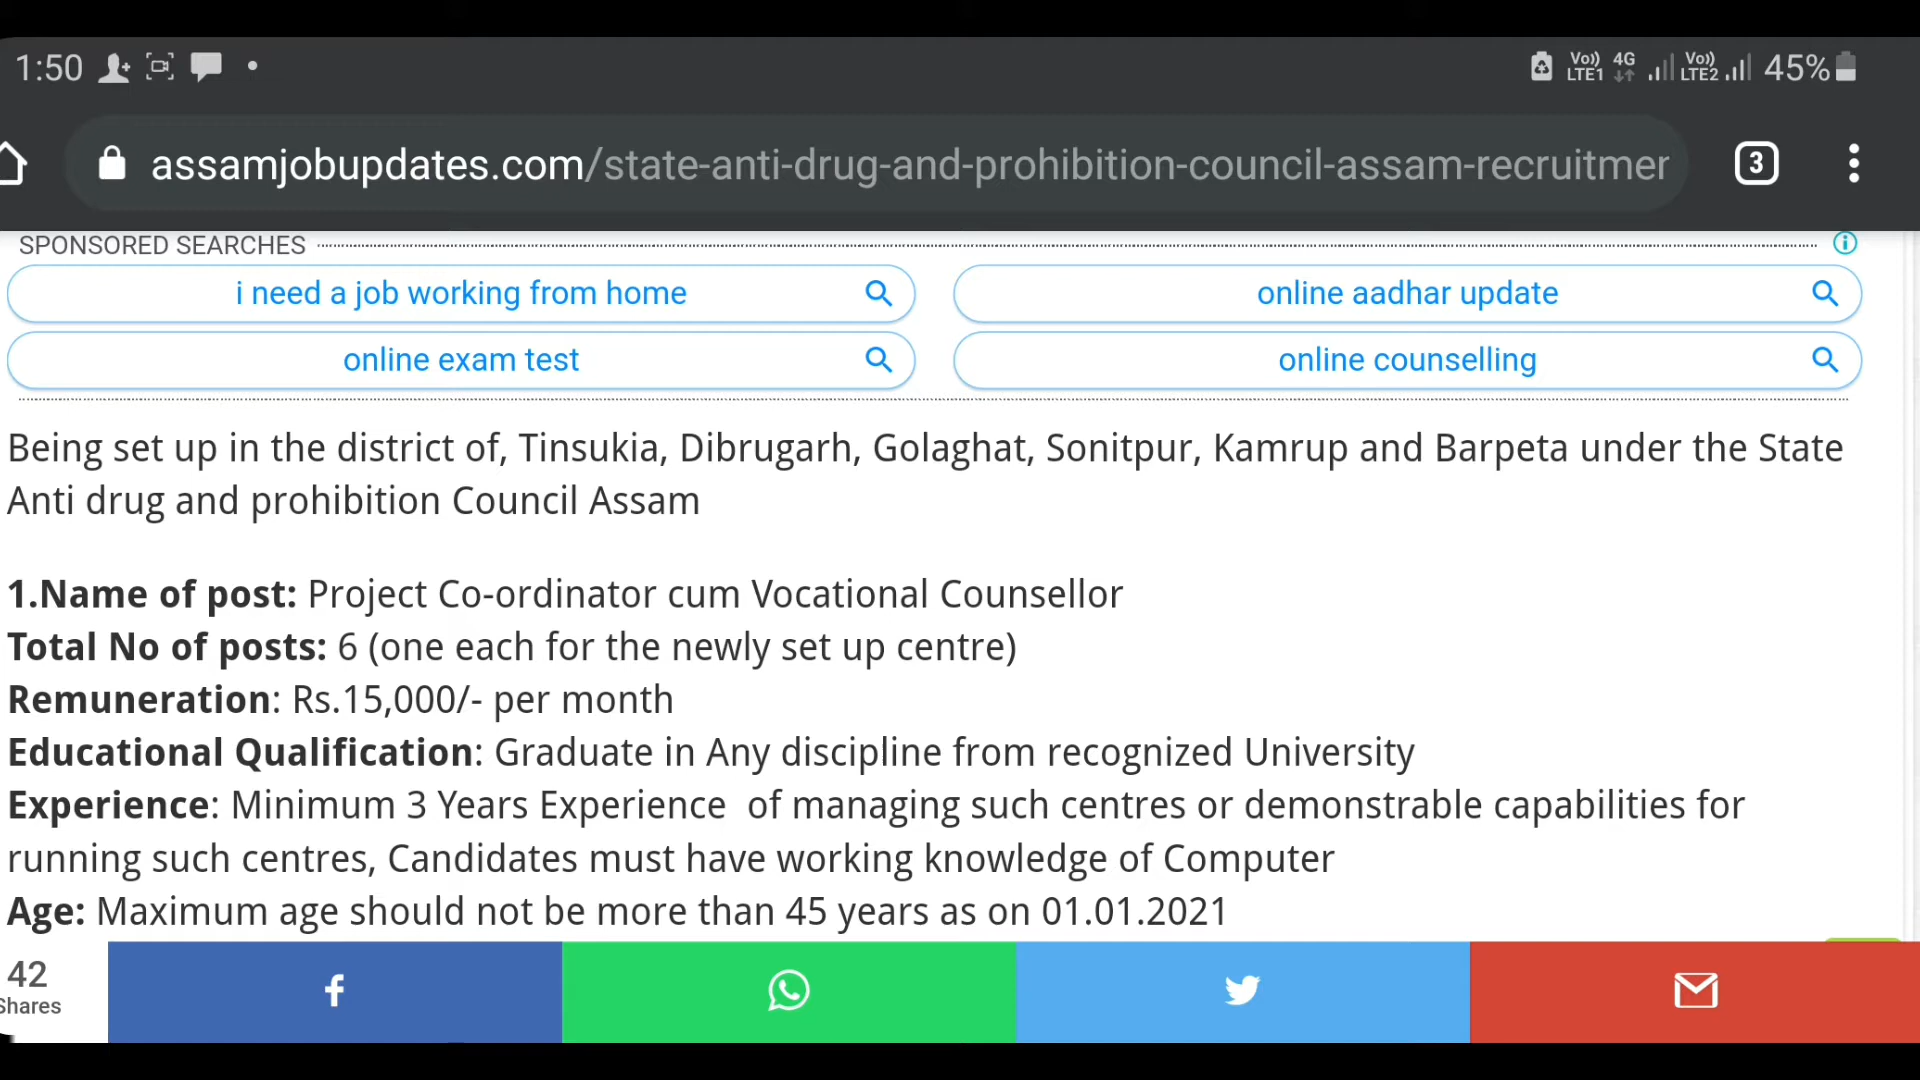 1:50
Vo)) LTE1 4G Vo)) LTE2 45%
assamjobupdates.com/state-anti-drug-and-prohibition-council-assam-recruitmer
3
SPONSORED SEARCHES
i need a job working from home
online aadhar update
online exam test
online counselling
Being set up in the district of, Tinsukia, Dibrugarh, Golaghat, Sonitpur, Kamrup and Barpeta under the State
Anti drug and prohibition Council Assam
1.Name of post: Project Co-ordinator cum Vocational Counsellor
Total No of posts: 6 (one each for the newly set up centre)
Remuneration: Rs.15,000/- per month
Educational Qualification: Graduate in Any discipline from recognized University
Experience: Minimum 3 Years Experience  of managing such centres or demonstrable capabilities for
running such centres, Candidates must have working knowledge of Computer
Age: Maximum age should not be more than 45 years as on 01.01.2021
42
Shares